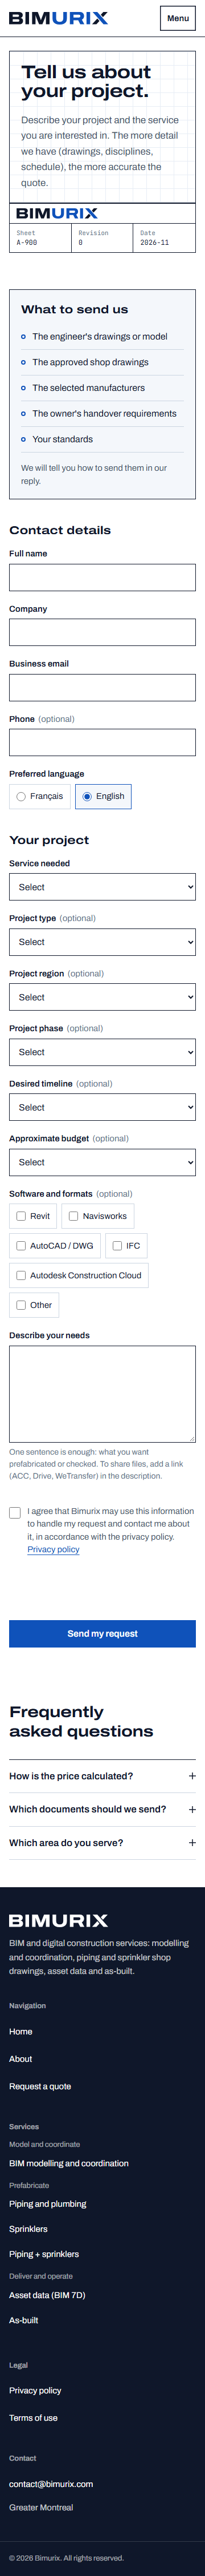 BIMURIX
Menu
Tell us about
your project.
Describe your project and the service
you are interested in. The more detail
we have (drawings, disciplines,
schedule), the more accurate the
quote.
BIMURIX
Sheet
A-900
Revision
0
Date
2026-11
What to send us
The engineer's drawings or model
The approved shop drawings
The selected manufacturers
The owner's handover requirements
Your standards
We will tell you how to send them in our
reply.
Contact details
Full name
Company
Business email
Phone (optional)
Preferred language
Français
English
Your project
Service needed
Select
Project type (optional)
Select
Project region (optional)
Select
Project phase (optional)
Select
Desired timeline (optional)
Select
Approximate budget (optional)
Select
Software and formats (optional)
Revit
Navisworks
AutoCAD / DWG
IFC
Autodesk Construction Cloud
Other
Describe your needs
One sentence is enough: what you want
prefabricated or checked. To share files, add a link
(ACC, Drive, WeTransfer) in the description.
I agree that Bimurix may use this information
to handle my request and contact me about
it, in accordance with the privacy policy.
Privacy policy
Send my request
Frequently
asked questions
How is the price calculated?
Which documents should we send?
Which area do you serve?
BIMURIX
BIM and digital construction services: modelling
and coordination, piping and sprinkler shop
drawings, asset data and as-built.
Navigation
Home
About
Request a quote
Services
Model and coordinate
BIM modelling and coordination
Prefabricate
Piping and plumbing
Sprinklers
Piping + sprinklers
Deliver and operate
Asset data (BIM 7D)
As-built
Legal
Privacy policy
Terms of use
Contact
contact@bimurix.com
Greater Montreal
© 2026 Bimurix. All rights reserved.